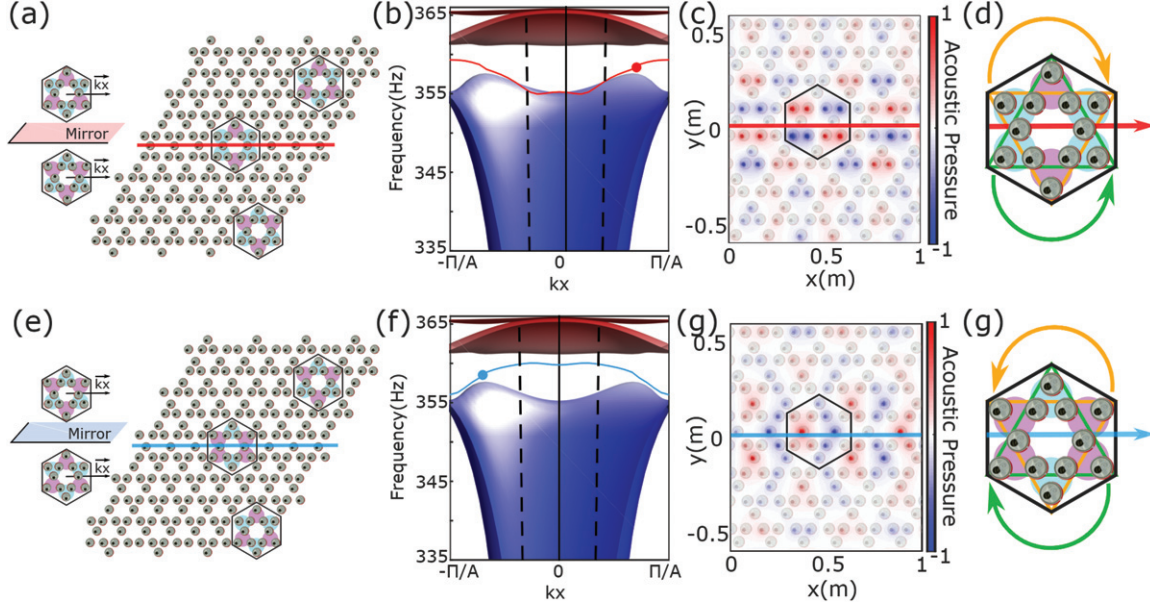 (a)
kx
Mirror
kx
(b)
Frequency(Hz)
365
355
345
335
-Π/A
0
Π/A
kx
(c)
0.5
y(m)
0
-0.5
0
0.5
1
x(m)
1
Acoustic Pressure
-1
(d)
(e)
kx
Mirror
kx
(f)
Frequency(Hz)
365
355
345
335
-Π/A
0
Π/A
kx
(g)
0.5
y(m)
0
-0.5
0
0.5
1
x(m)
1
Acoustic Pressure
-1
(g)